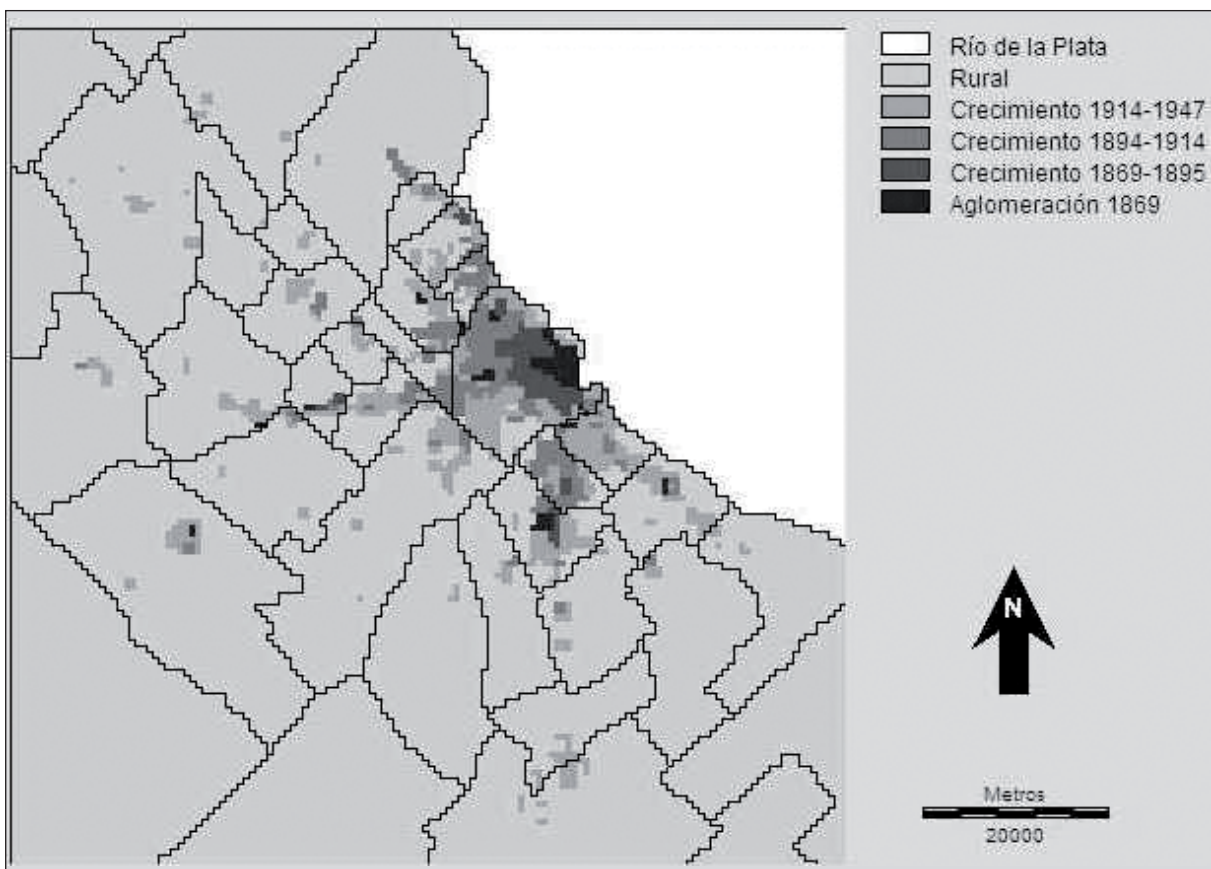 Río de la Plata
Rural
Crecimiento 1914-1947
Crecimiento 1894-1914
Crecimiento 1869-1895
Aglomeración 1869
N
Metros
20000